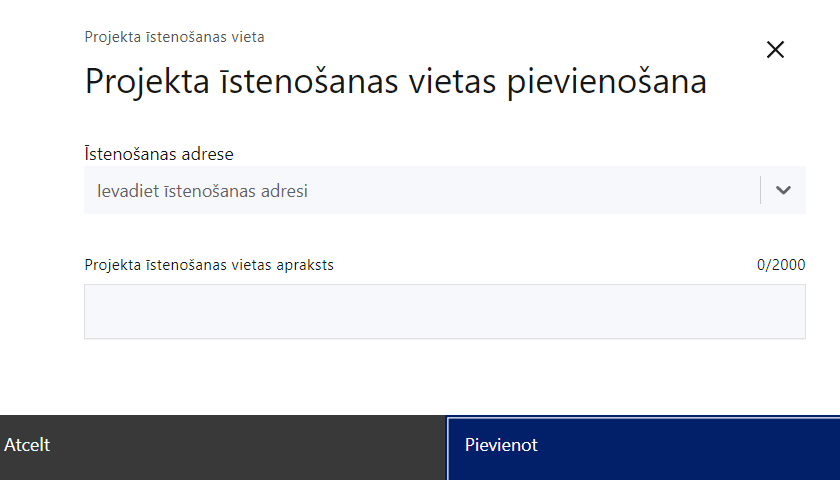 Projekta īstenošanas vieta
Projekta īstenošanas vietas pievienošana
Īstenošanas adrese
Ievadiet īstenošanas adresi
Projekta īstenošanas vietas apraksts 0/2000
Atcelt Pievienot